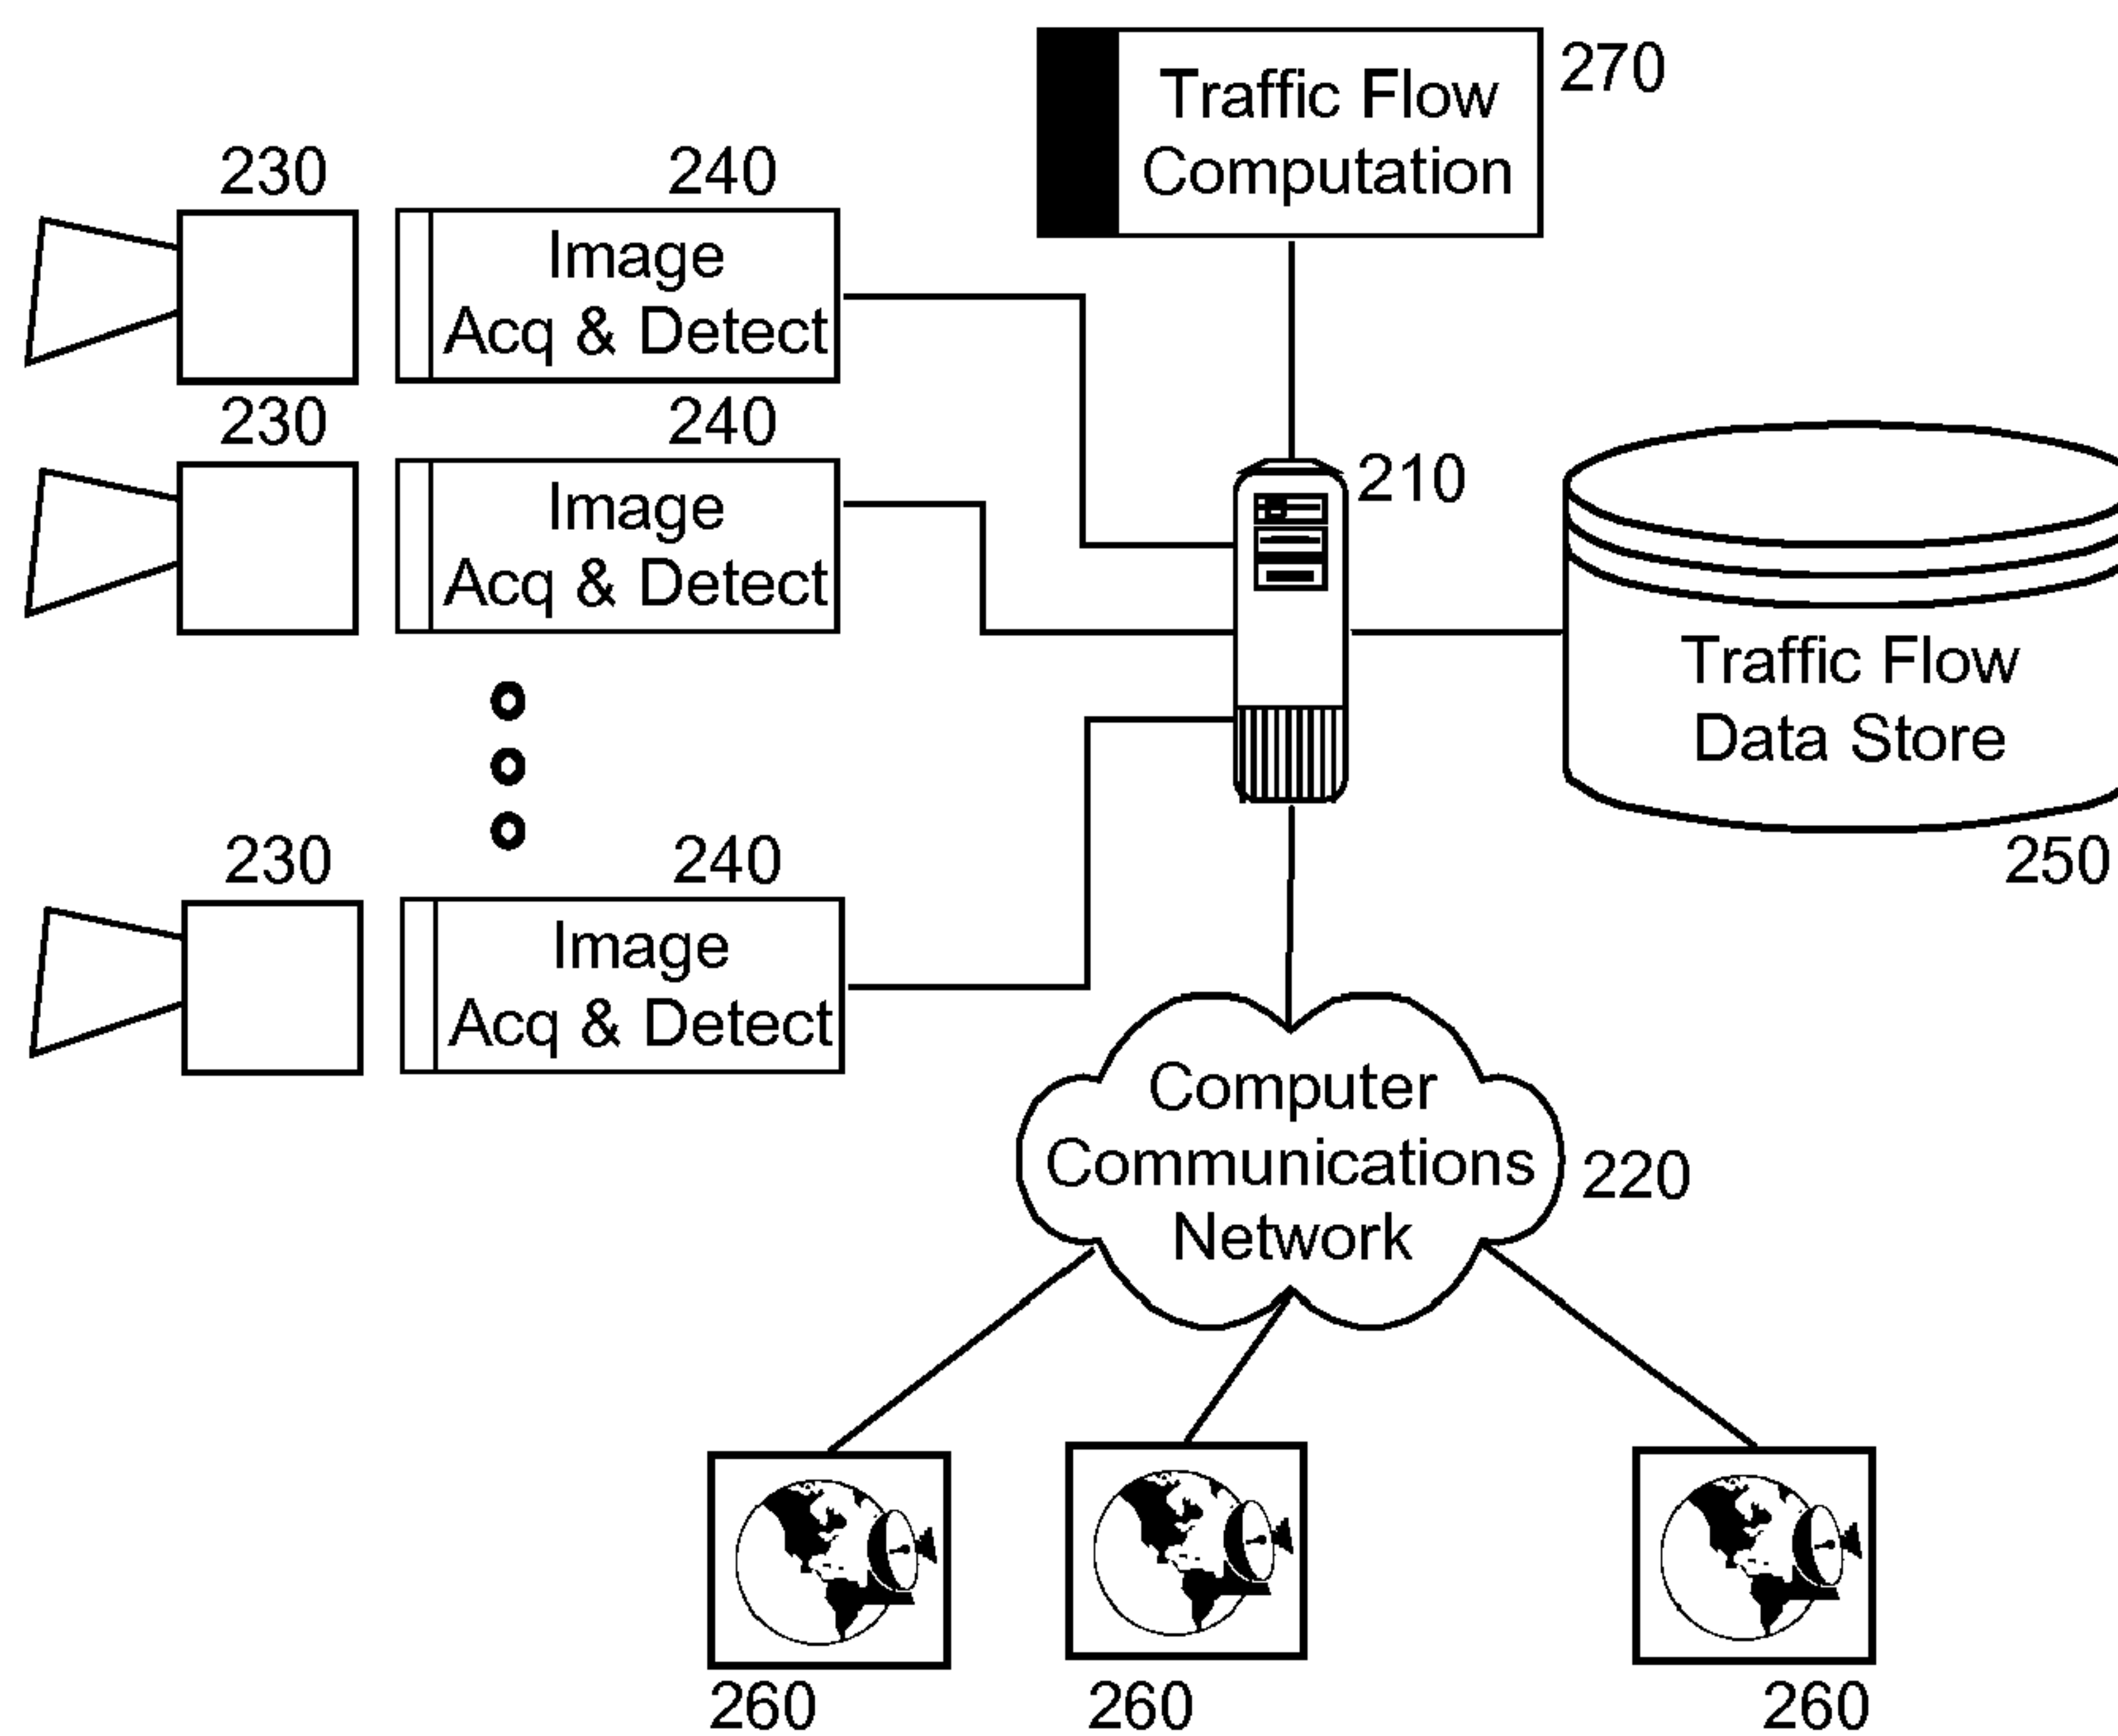 270
Traffic Flow
Computation
230
240
Image
Acq & Detect
230
240
Image
Acq & Detect
210
Traffic Flow
Data Store
250
230
240
Image
Acq & Detect
Computer
Communications
Network
220
260
260
260